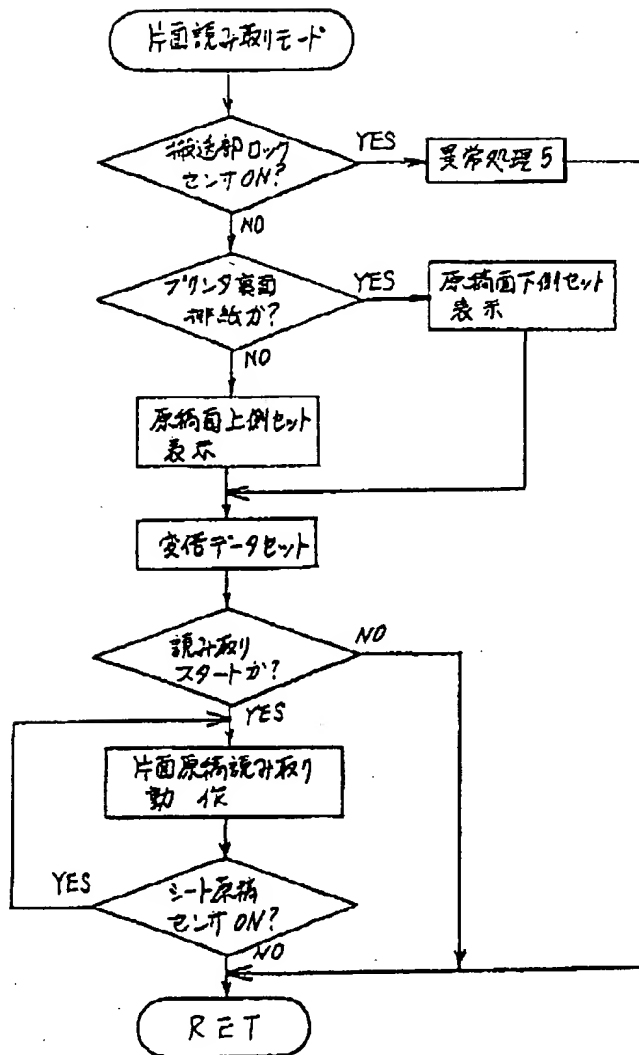 片面読み取りモード
搬送部ロック
センサON?
YES
異常処理5
NO
プリンタ裏面
排紙か?
YES
原稿面下側セット
表示
NO
原稿面上側セット
表示
変倍データセット
読み取り
スタートか?
NO
YES
片面原稿読み取り
動 作
YES
シート原稿
センサON?
NO
RET